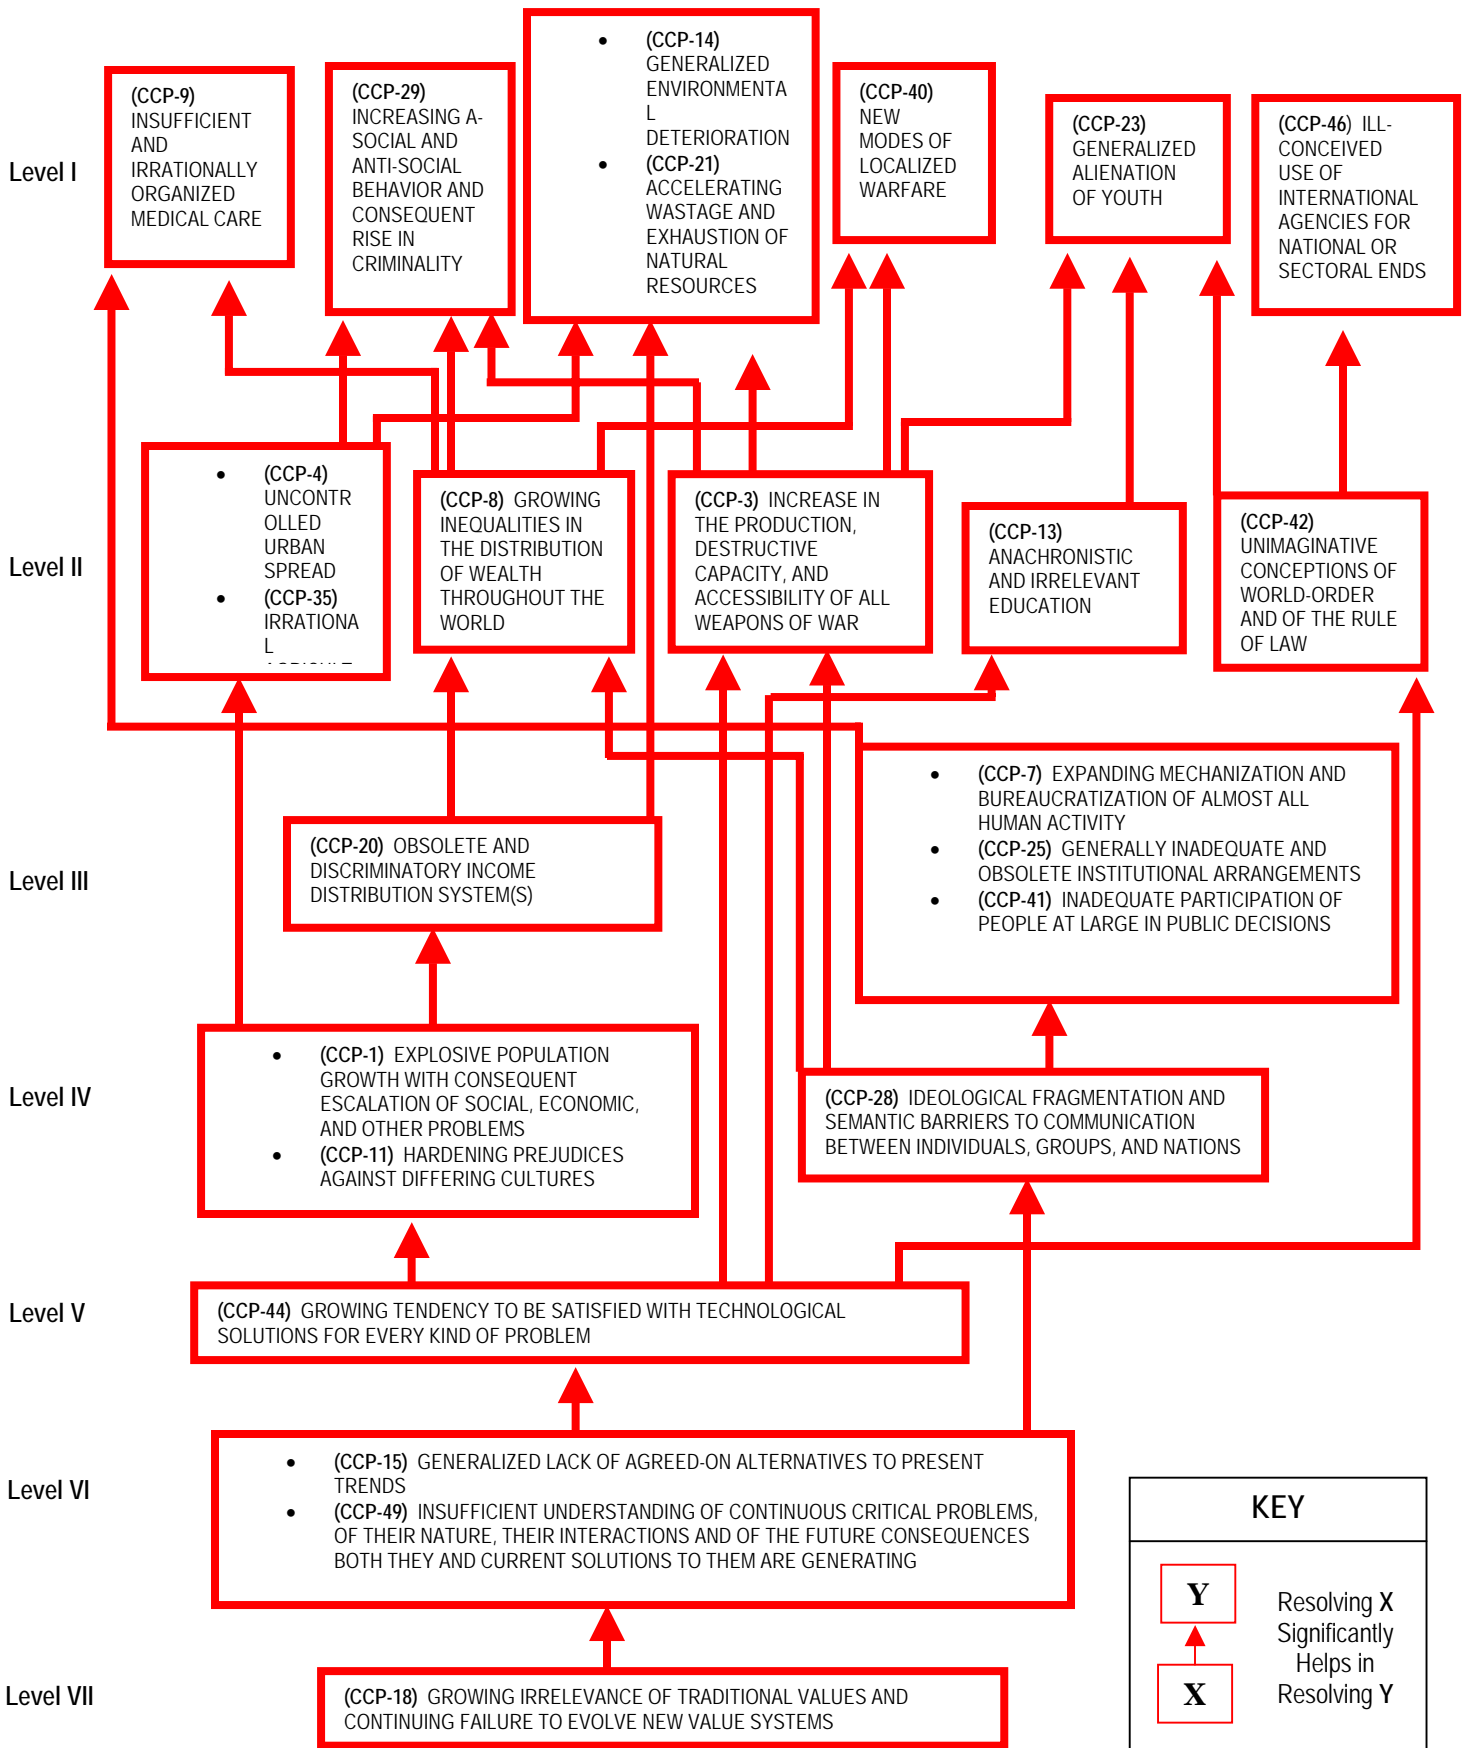 Level I
(CCP-9)
INSUFFICIENT
AND
IRRATIONALLY
ORGANIZED
MEDICAL CARE
(CCP-29)
INCREASING A-
SOCIAL AND
ANTI-SOCIAL
BEHAVIOR AND
CONSEQUENT
RISE IN
CRIMINALITY
• (CCP-14)
GENERALIZED
ENVIRONMENTA
L
DETERIORATION
• (CCP-21)
ACCELERATING
WASTAGE AND
EXHAUSTION OF
NATURAL
RESOURCES
(CCP-40)
NEW
MODES OF
LOCALIZED
WARFARE
(CCP-23)
GENERALIZED
ALIENATION
OF YOUTH
(CCP-46) ILL-
CONCEIVED
USE OF
INTERNATIONAL
AGENCIES FOR
NATIONAL OR
SECTORAL ENDS
Level II
• (CCP-4)
UNCONTR
OLLED
URBAN
SPREAD
• (CCP-35)
IRRATIONA
L
(CCP-8) GROWING
INEQUALITIES IN
THE DISTRIBUTION
OF WEALTH
THROUGHOUT THE
WORLD
(CCP-3) INCREASE IN
THE PRODUCTION,
DESTRUCTIVE
CAPACITY, AND
ACCESSIBILITY OF ALL
WEAPONS OF WAR
(CCP-13)
ANACHRONISTIC
AND IRRELEVANT
EDUCATION
(CCP-42)
UNIMAGINATIVE
CONCEPTIONS OF
WORLD-ORDER
AND OF THE RULE
OF LAW
Level III
(CCP-20) OBSOLETE AND
DISCRIMINATORY INCOME
DISTRIBUTION SYSTEM(S)
• (CCP-7) EXPANDING MECHANIZATION AND
BUREAUCRATIZATION OF ALMOST ALL
HUMAN ACTIVITY
• (CCP-25) GENERALLY INADEQUATE AND
OBSOLETE INSTITUTIONAL ARRANGEMENTS
• (CCP-41) INADEQUATE PARTICIPATION OF
PEOPLE AT LARGE IN PUBLIC DECISIONS
Level IV
• (CCP-1) EXPLOSIVE POPULATION
GROWTH WITH CONSEQUENT
ESCALATION OF SOCIAL, ECONOMIC,
AND OTHER PROBLEMS
• (CCP-11) HARDENING PREJUDICES
AGAINST DIFFERING CULTURES
(CCP-28) IDEOLOGICAL FRAGMENTATION AND
SEMANTIC BARRIERS TO COMMUNICATION
BETWEEN INDIVIDUALS, GROUPS, AND NATIONS
Level V
(CCP-44) GROWING TENDENCY TO BE SATISFIED WITH TECHNOLOGICAL
SOLUTIONS FOR EVERY KIND OF PROBLEM
Level VI
• (CCP-15) GENERALIZED LACK OF AGREED-ON ALTERNATIVES TO PRESENT
TRENDS
• (CCP-49) INSUFFICIENT UNDERSTANDING OF CONTINUOUS CRITICAL PROBLEMS,
OF THEIR NATURE, THEIR INTERACTIONS AND OF THE FUTURE CONSEQUENCES
BOTH THEY AND CURRENT SOLUTIONS TO THEM ARE GENERATING
Level VII
(CCP-18) GROWING IRRELEVANCE OF TRADITIONAL VALUES AND
CONTINUING FAILURE TO EVOLVE NEW VALUE SYSTEMS
KEY
Y
X
Resolving X
Significantly
Helps in
Resolving Y